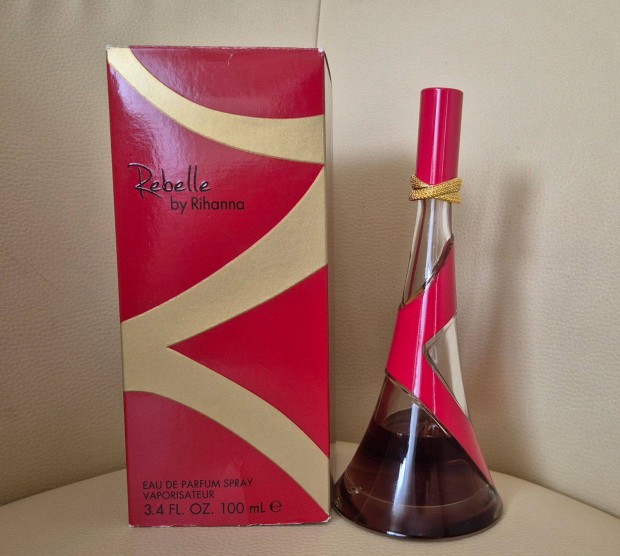 Rebelle
by Rihanna
EAU DE PARFUM SPRAY
VAPORISATEUR
3.4 FL. OZ. 100 mL ℮